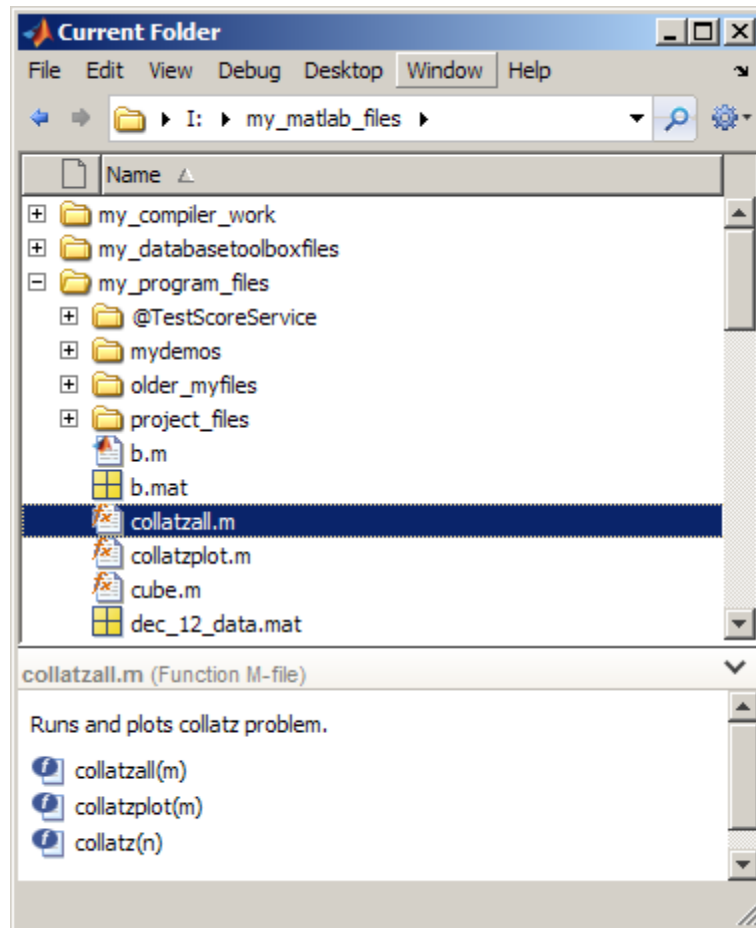 Current Folder
File Edit View Debug Desktop Window Help
I: my_matlab_files
Name
my_compiler_work
my_databasetoolboxfiles
my_program_files
@TestScoreService
mydemos
older_myfiles
project_files
b.m
b.mat
collatzall.m
collatzplot.m
cube.m
dec_12_data.mat
collatzall.m (Function M-file)
Runs and plots collatz problem.
collatzall(m)
collatzplot(m)
collatz(n)